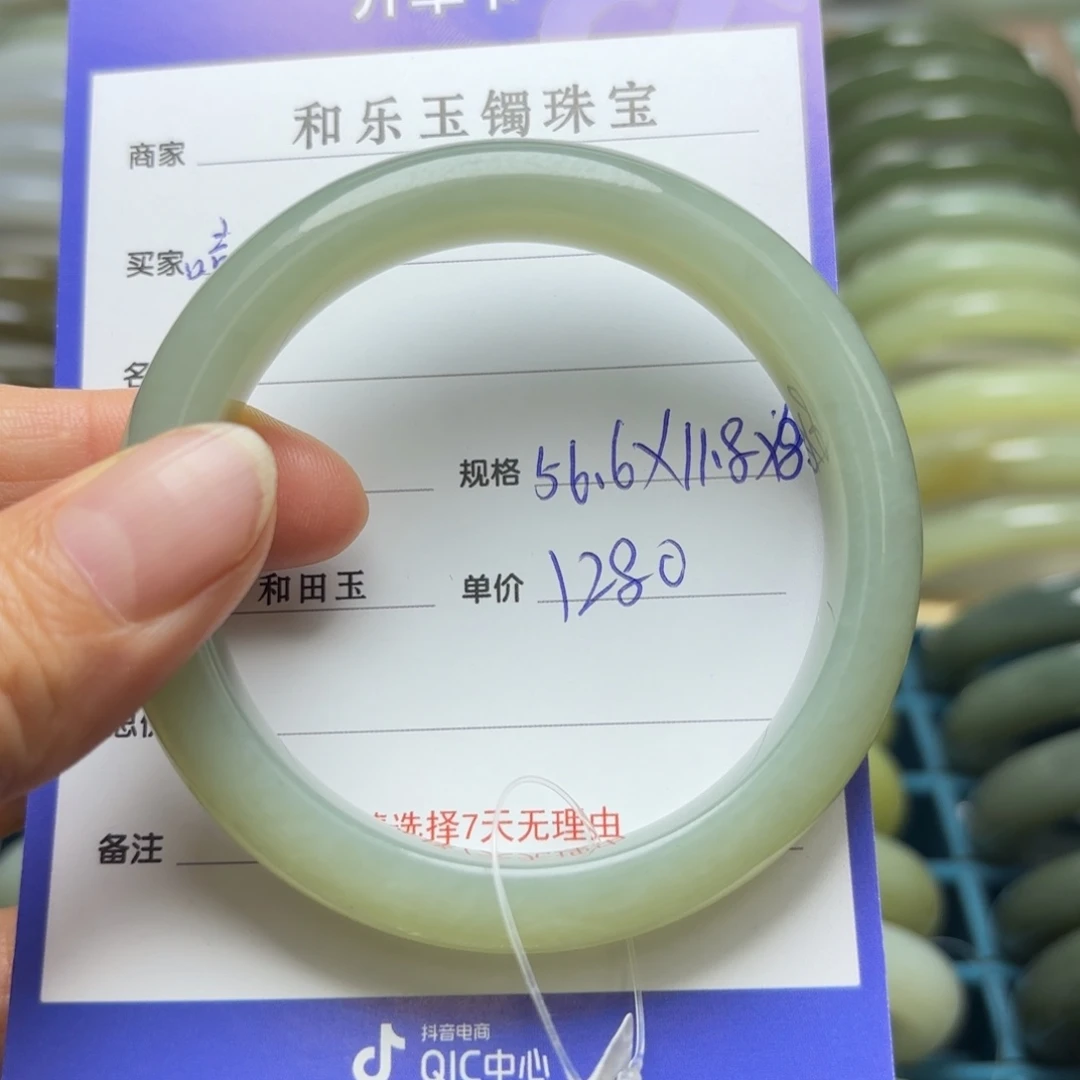 和乐玉镯珠宝
商家
买家
规格 56.6X11.8X8
和田玉 单价 1280
选择7天无理由
备注
抖音电商
QIC中心